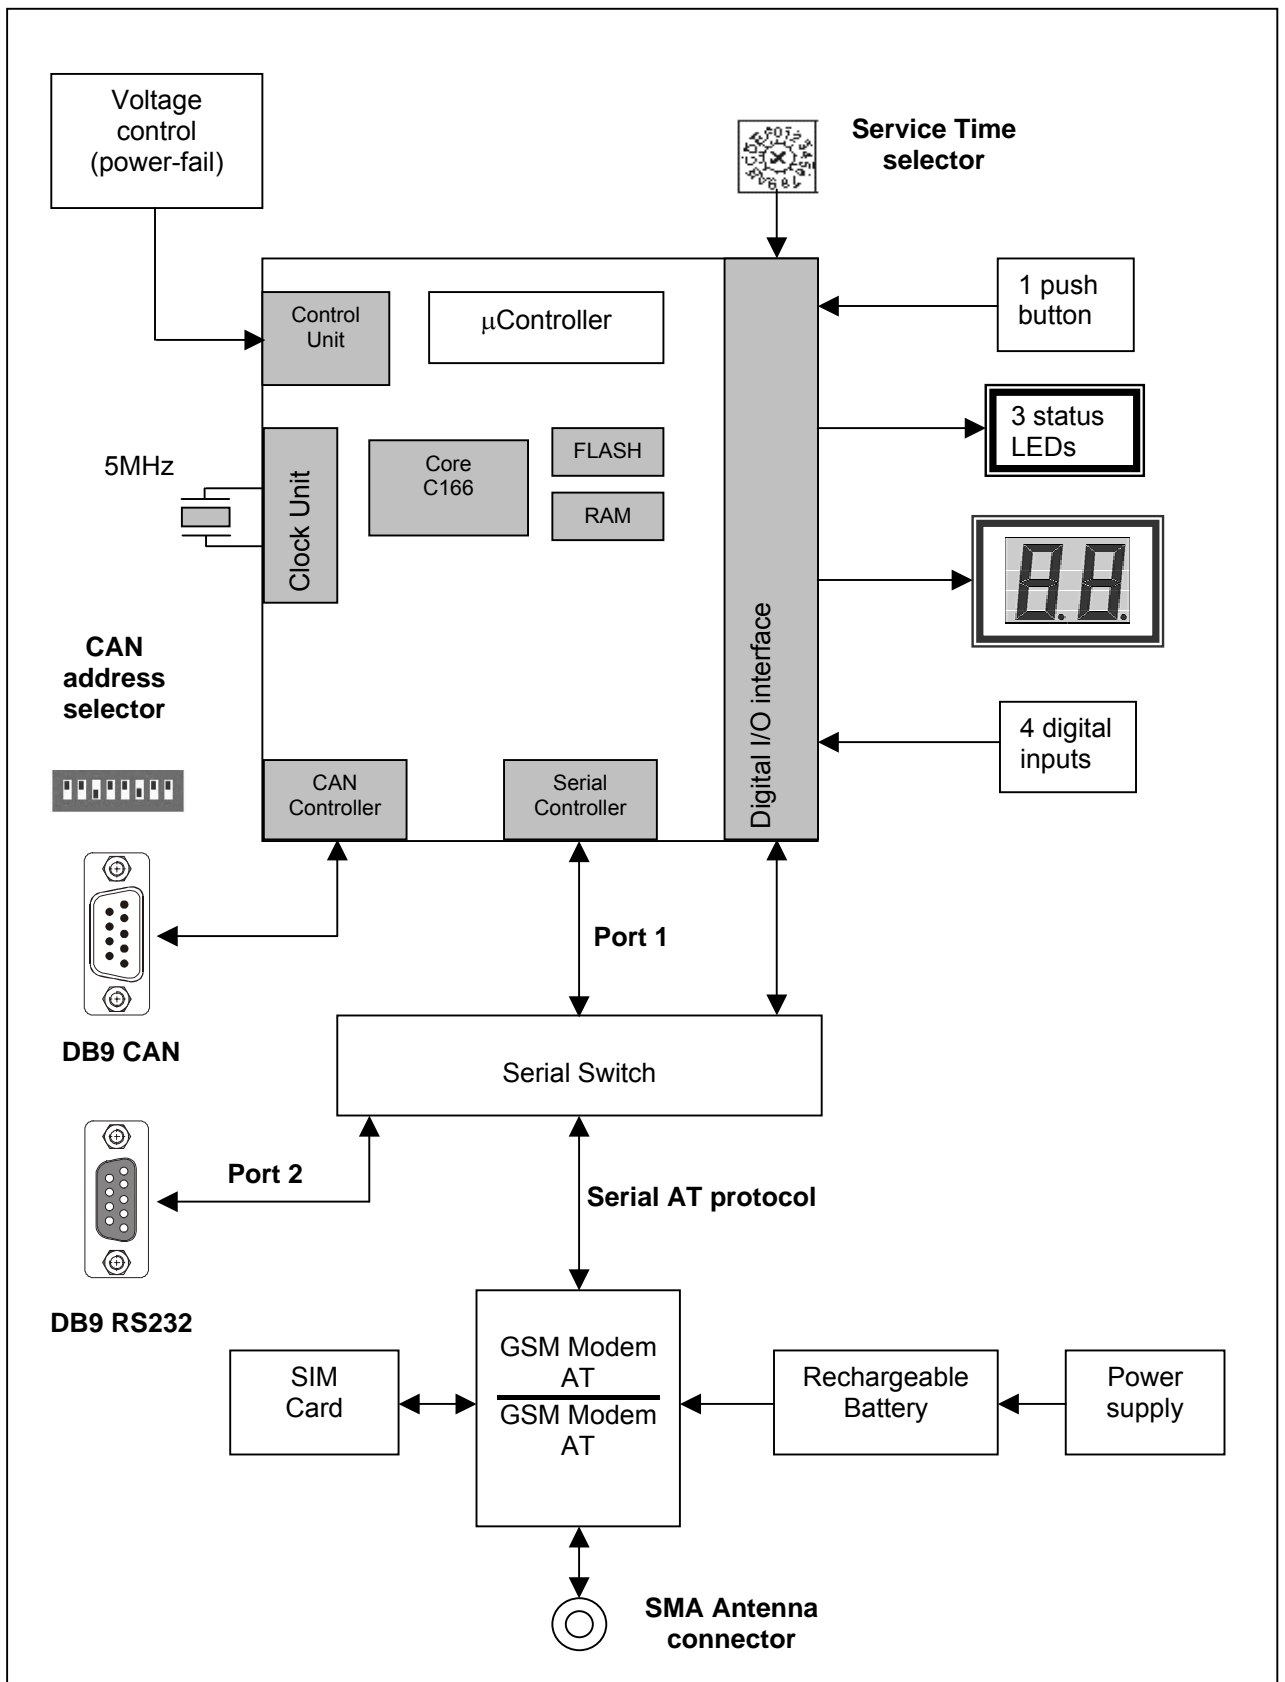 Voltage
control
(power-fail)
Service Time
selector
Control
Unit
μController
1 push
button
3 status
LEDs
5MHz
Clock Unit
Core
C166
FLASH
RAM
Digital I/O interface
CAN
address
selector
4 digital
inputs
CAN
Controller
Serial
Controller
Port 1
DB9 CAN
Serial Switch
Port 2
Serial AT protocol
DB9 RS232
SIM
Card
GSM Modem
AT
GSM Modem
AT
Rechargeable
Battery
Power
supply
SMA Antenna
connector